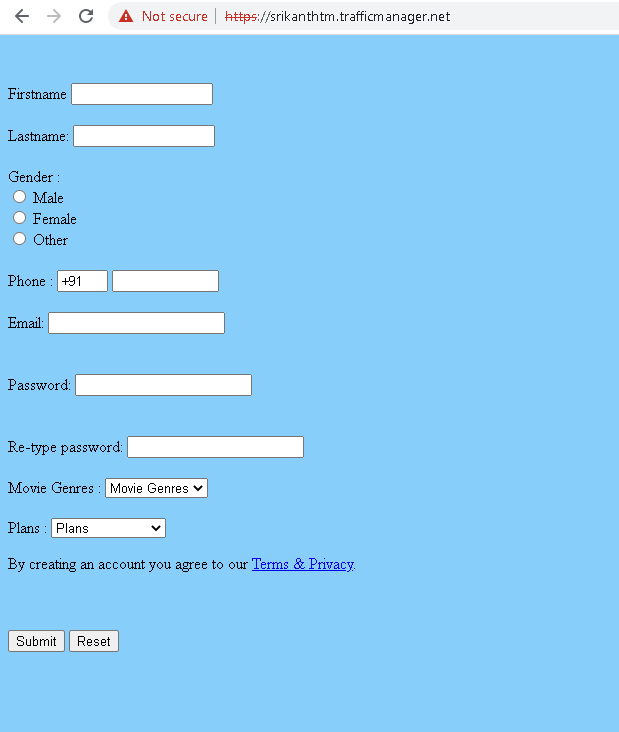 Not secure | https://srikanthtm.trafficmanager.net
Firstname
Lastname:
Gender :
Male
Female
Other
Phone : +91
Email:
Password:
Re-type password:
Movie Genres : Movie Genres
Plans : Plans
By creating an account you agree to our Terms & Privacy.
Submit Reset